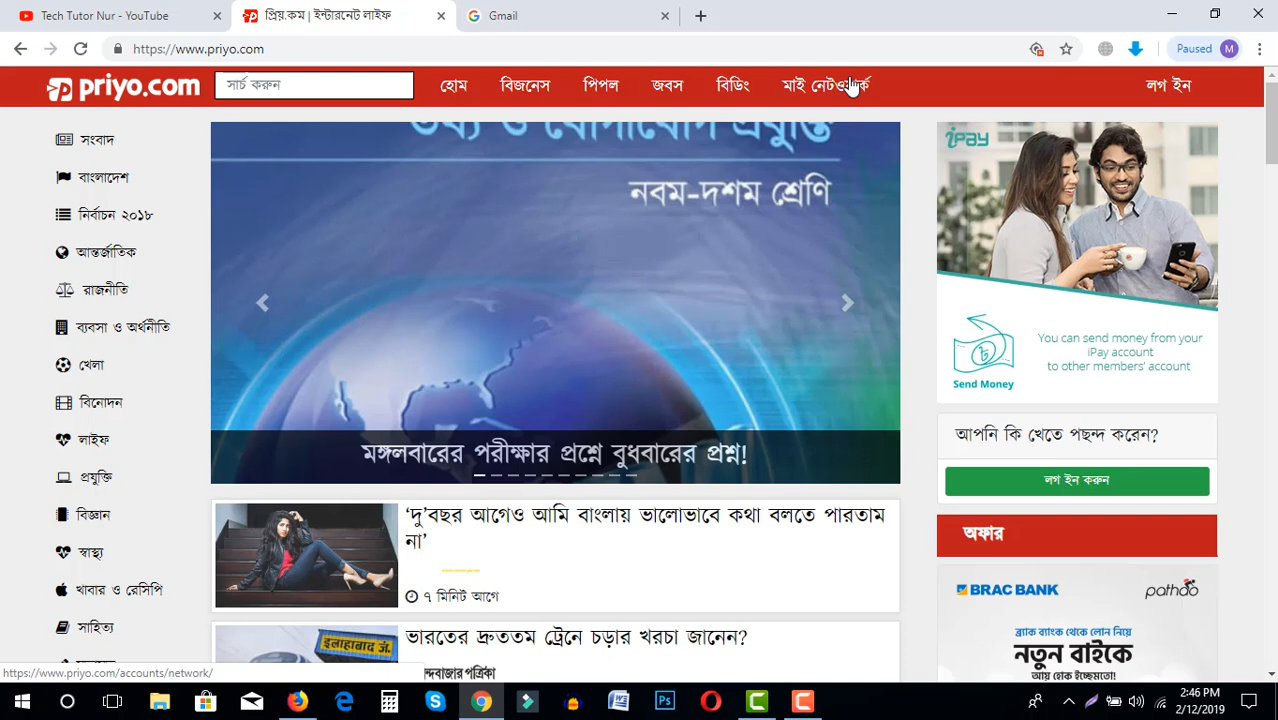 Tech Tutor Nur - YouTube
প্রিয়.কম | ইন্টারনেট লাইফ
Gmail
https://www.priyo.com
Paused M
priyo.com
সার্চ করুন
হোম
বিজনেস
পিপল
জবস
বিডিং
মাই নেটওয়ার্ক
লগ ইন
সংবাদ
বাংলাদেশ
নির্বাচন ২০১৮
আন্তর্জাতিক
রাজনীতি
ব্যবসা ও অর্থনীতি
খেলা
বিনোদন
লাইফ
প্রযুক্তি
বিজ্ঞান
স্বাস্থ্য
খাবার ও রেসিপি
সাহিত্য
তথ্য ও যোগাযোগ প্রযুক্তি
নবম-দশম শ্রেণি
মঙ্গলবারের পরীক্ষার প্রশ্নে বুধবারের প্রশ্ন!
‘দু’বছর আগেও আমি বাংলায় ভালোভাবে কথা বলতে পারতাম
না’
৭ মিনিট আগে
ভারতের দ্রুততম ট্রেনে চড়ার খরচা জানেন?
ন্দবাজার পত্রিকা
इलाहाबाद जं.
iPay
You can send money from your
iPay account
to other members’ account
Send Money
আপনি কি খেতে পছন্দ করেন?
লগ ইন করুন
অফার
BRAC BANK
pathao
ব্র্যাক ব্যাংক থেকে লোন নিয়ে
নতুন বাইকে
https://www.priyo.com/accounts/network/
2:46 PM
2/12/2019